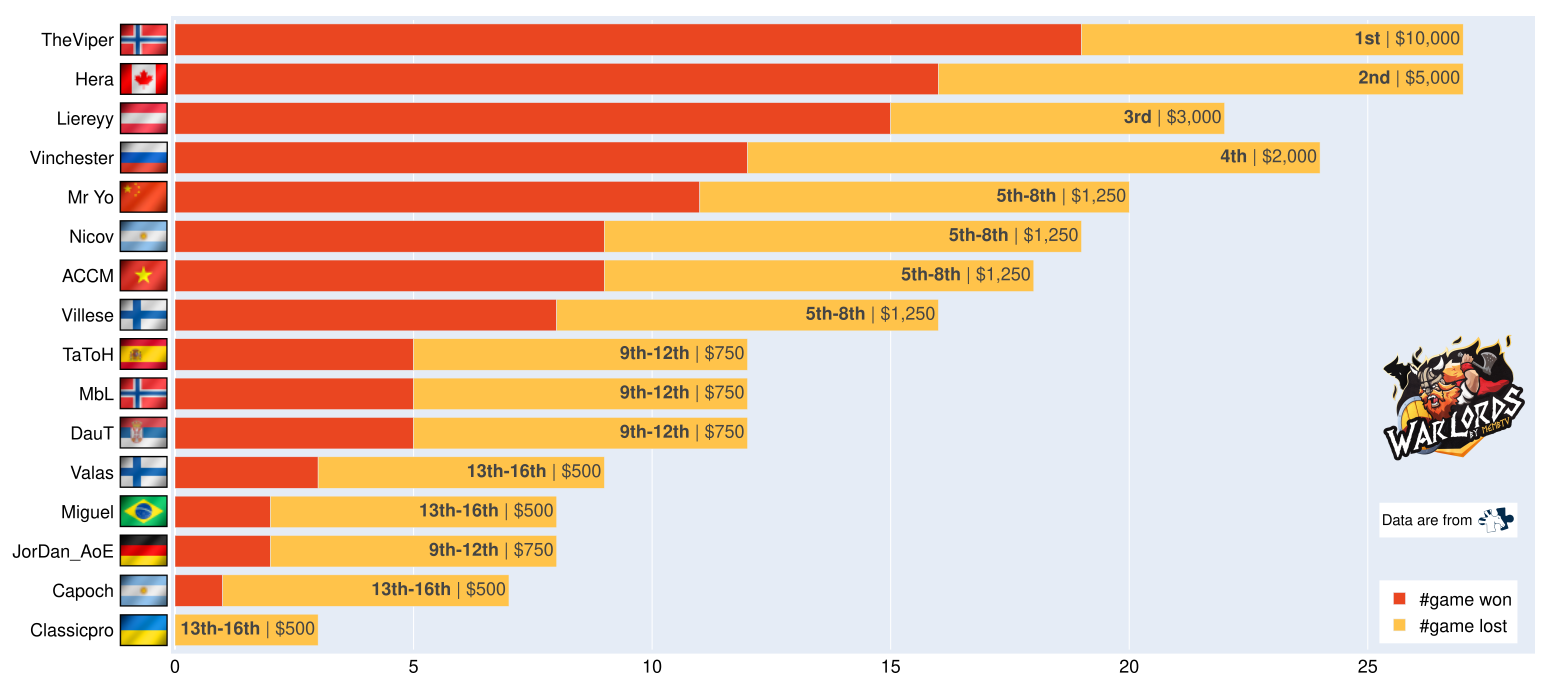 TheViper 1st | $10,000
Hera 2nd | $5,000
Liereyy 3rd | $3,000
Vinchester 4th | $2,000
Mr Yo 5th-8th | $1,250
Nicov 5th-8th | $1,250
ACCM 5th-8th | $1,250
Villese 5th-8th | $1,250
TaToH 9th-12th | $750
MbL 9th-12th | $750
DauT 9th-12th | $750
Valas 13th-16th | $500
Miguel 13th-16th | $500
JorDan_AoE 9th-12th | $750
Capoch 13th-16th | $500
Classicpro 13th-16th | $500
0 5 10 15 20 25
WARLORDS
BY MEMBTV
Data are from
#game won
#game lost